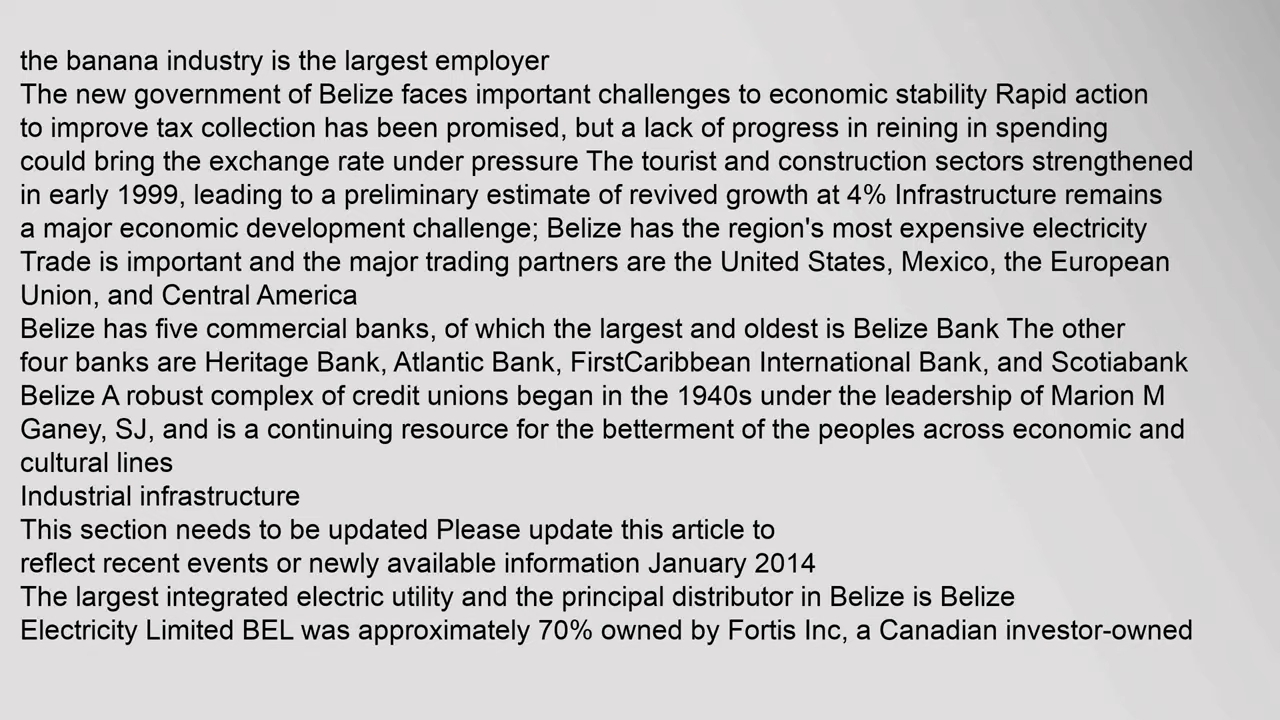 the banana industry is the largest employer
The new government of Belize faces important challenges to economic stability Rapid action
to improve tax collection has been promised, but a lack of progress in reining in spending
could bring the exchange rate under pressure The tourist and construction sectors strengthened
in early 1999, leading to a preliminary estimate of revived growth at 4% Infrastructure remains
a major economic development challenge; Belize has the region's most expensive electricity
Trade is important and the major trading partners are the United States, Mexico, the European
Union, and Central America
Belize has five commercial banks, of which the largest and oldest is Belize Bank The other
four banks are Heritage Bank, Atlantic Bank, FirstCaribbean International Bank, and Scotiabank
Belize A robust complex of credit unions began in the 1940s under the leadership of Marion M
Ganey, SJ, and is a continuing resource for the betterment of the peoples across economic and
cultural lines
Industrial infrastructure
This section needs to be updated Please update this article to
reflect recent events or newly available information January 2014
The largest integrated electric utility and the principal distributor in Belize is Belize
Electricity Limited BEL was approximately 70% owned by Fortis Inc, a Canadian investor-owned